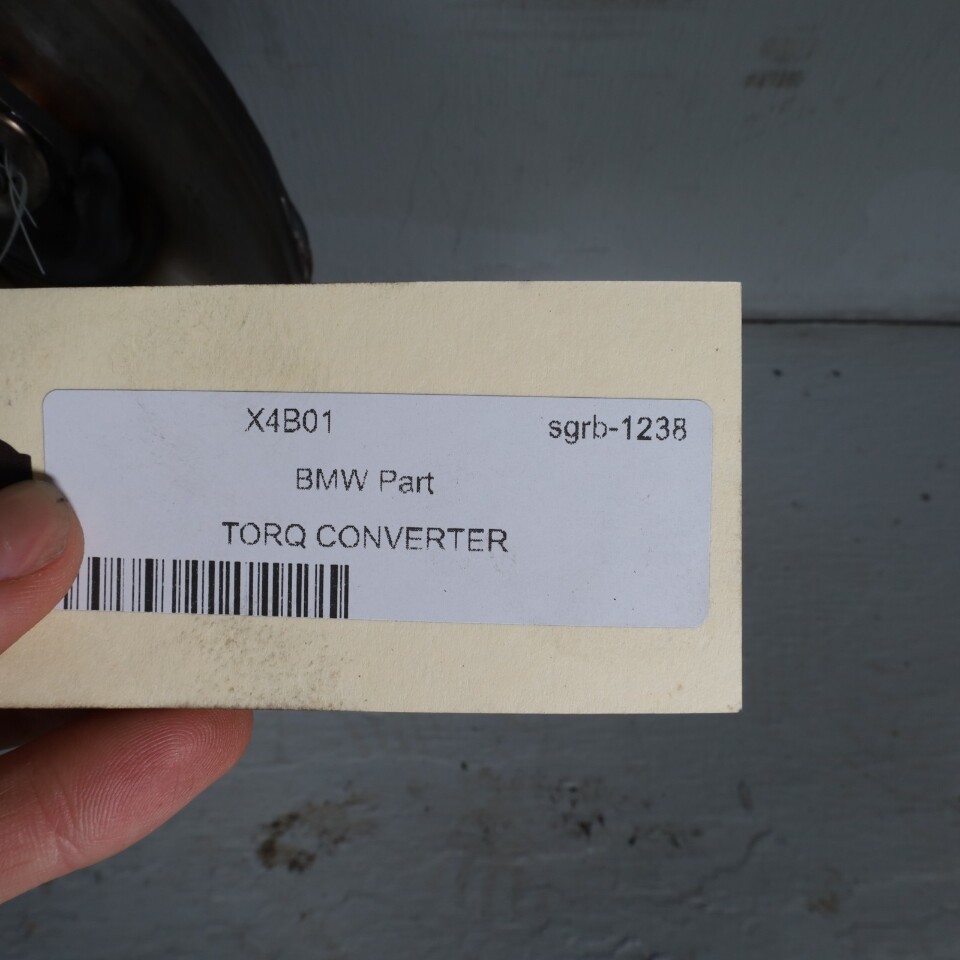 X4B01 sgrb-1238
BMW Part
TORQ CONVERTER